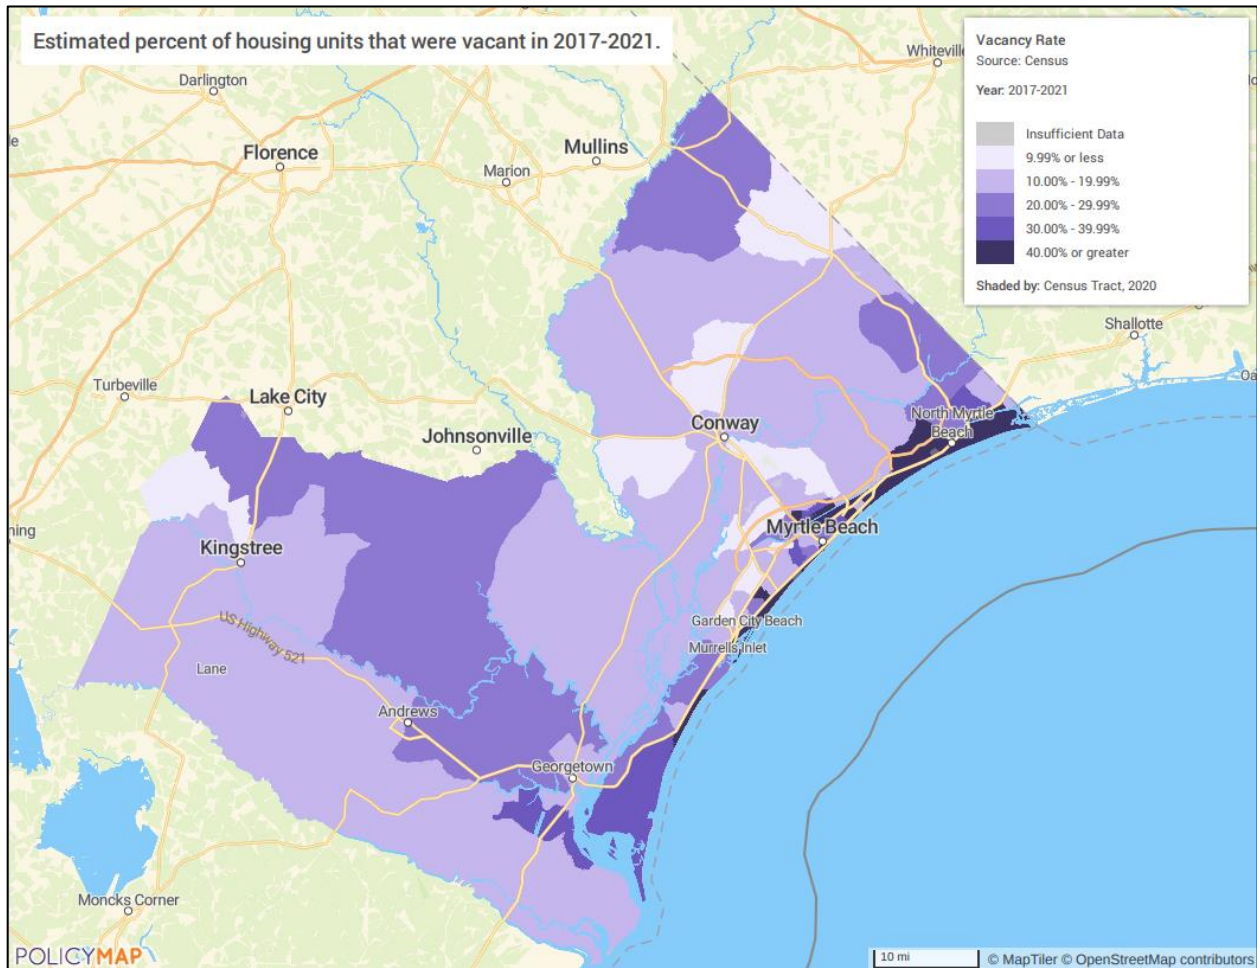 Estimated percent of housing units that were vacant in 2017-2021.
Vacancy Rate
Source: Census
Year: 2017-2021
Insufficient Data
9.99% or less
10.00% - 19.99%
20.00% - 29.99%
30.00% - 39.99%
40.00% or greater
Shaded by: Census Tract, 2020
Whiteville
Darlington
Florence
Mullins
Marion
Shallotte
Turbeville
Lake City
Johnsonville
Conway
North Myrtle
Beach
Myrtle Beach
Kingstree
US Highway 521
Garden City Beach
Murrells Inlet
Lane
Andrews
Georgetown
Moncks Corner
POLICYMAP
10 mi
© MapTiler © OpenStreetMap contributors